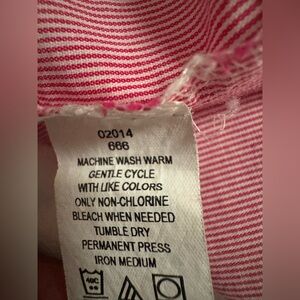 02014
666
MACHINE WASH WARM
GENTLE CYCLE
WITH LIKE COLORS
ONLY NON-CHLORINE
BLEACH WHEN NEEDED
TUMBLE DRY
PERMANENT PRESS
IRON MEDIUM
40C